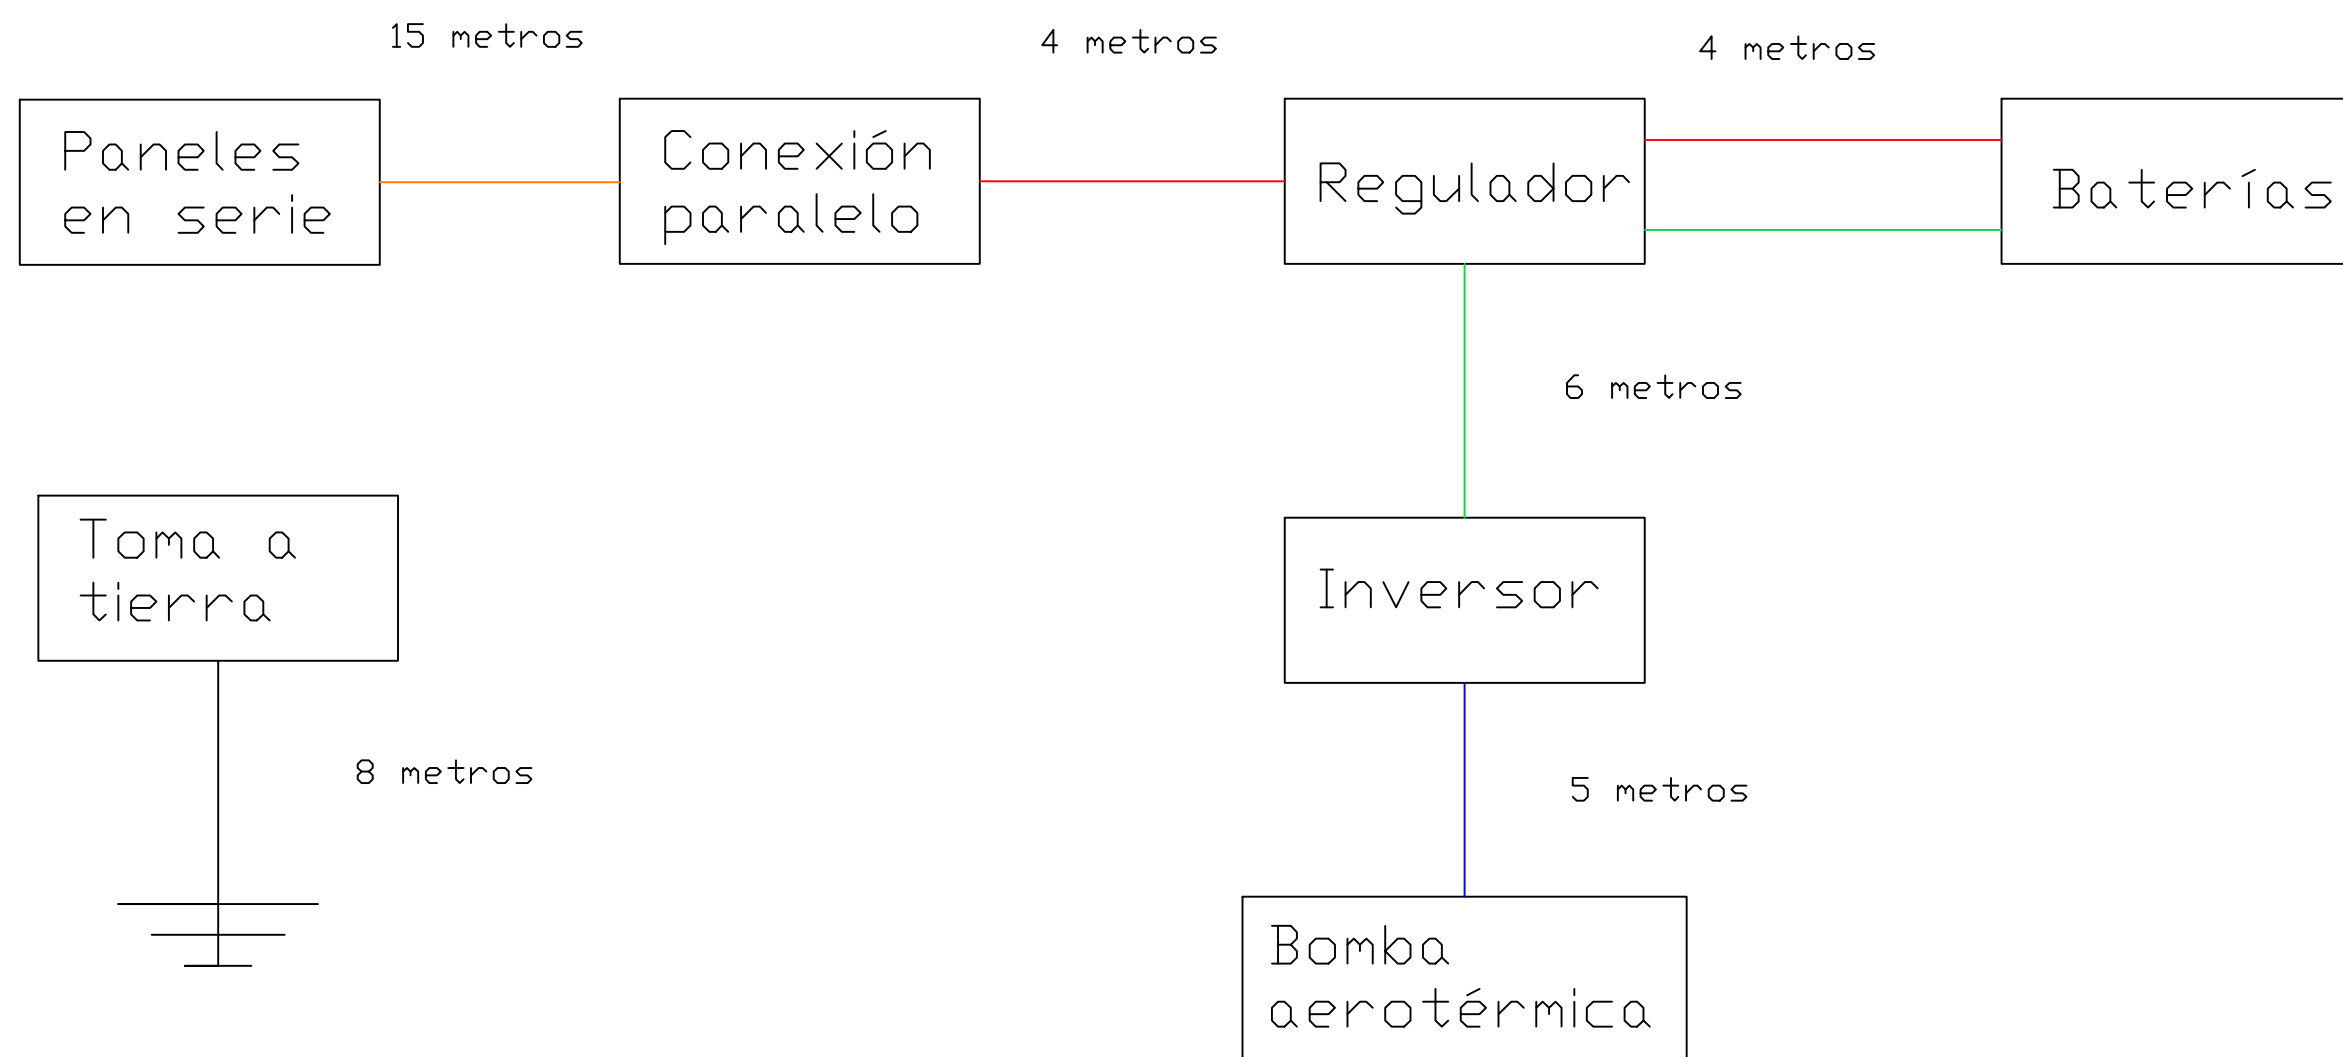 15 metros
4 metros
4 metros
Paneles
en serie
Conexión
paralelo
Regulador
Baterías
6 metros
Toma a
tierra
Inversor
8 metros
5 metros
Bomba
aerotérmica